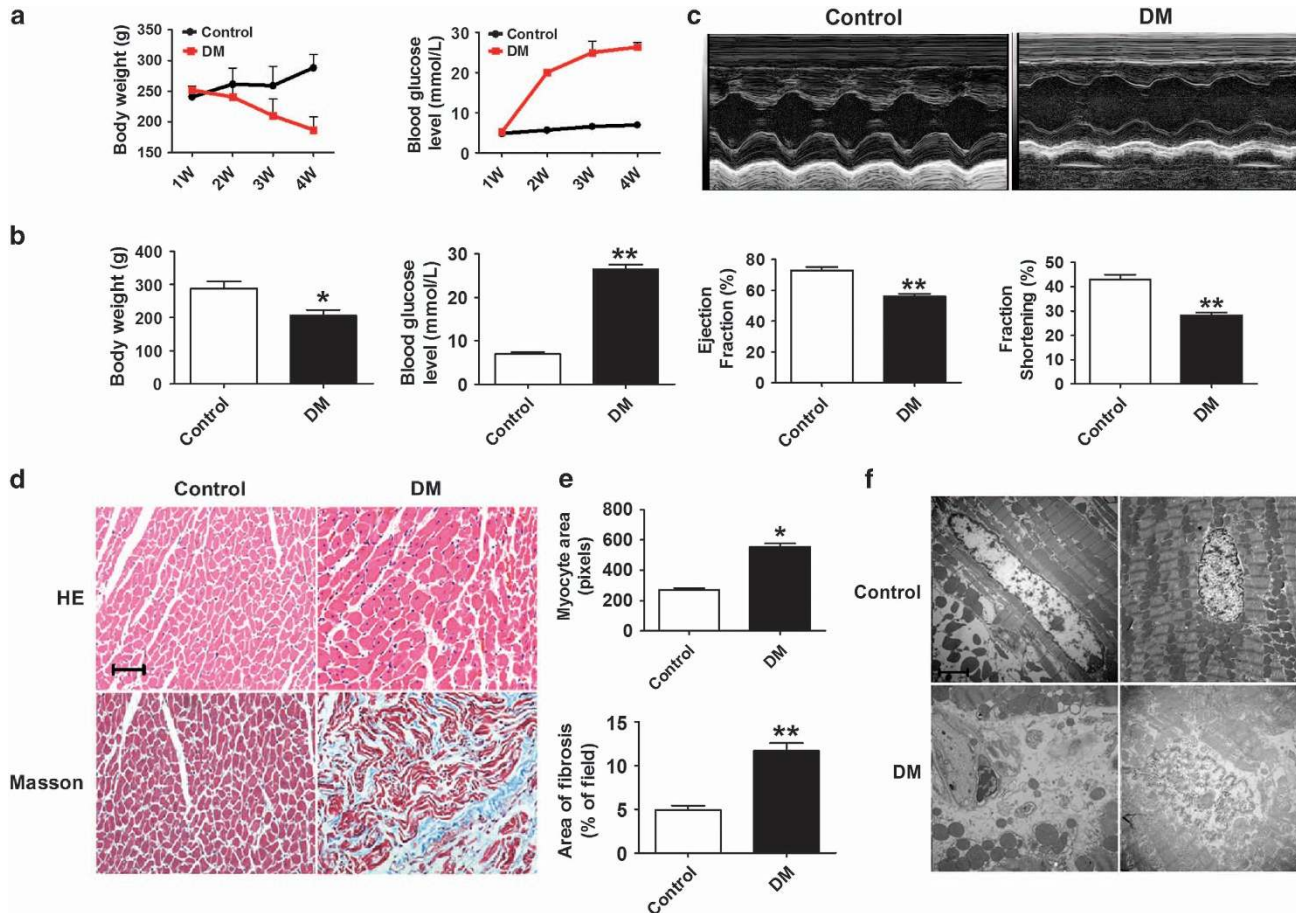 a
Body weight (g)
350
300
250
200
150
Control
DM
1W
2W
3W
4W
Blood glucose
level (mmol/L)
30
20
10
0
Control
DM
1W
2W
3W
4W
c
Control
DM
b
Body weight (g)
400
300
200
100
0
*
Control
DM
Blood glucose
level (mmol/L)
30
20
10
0
**
Control
DM
Ejection
Fraction (%)
80
60
40
20
0
**
Control
DM
Fraction
Shortening (%)
50
40
30
20
10
0
**
Control
DM
d
Control
DM
HE
Masson
e
Myocyte area
(pixels)
800
600
400
200
0
*
Control
DM
Area of fibrosis
(% of field)
15
10
5
0
**
Control
DM
f
Control
DM